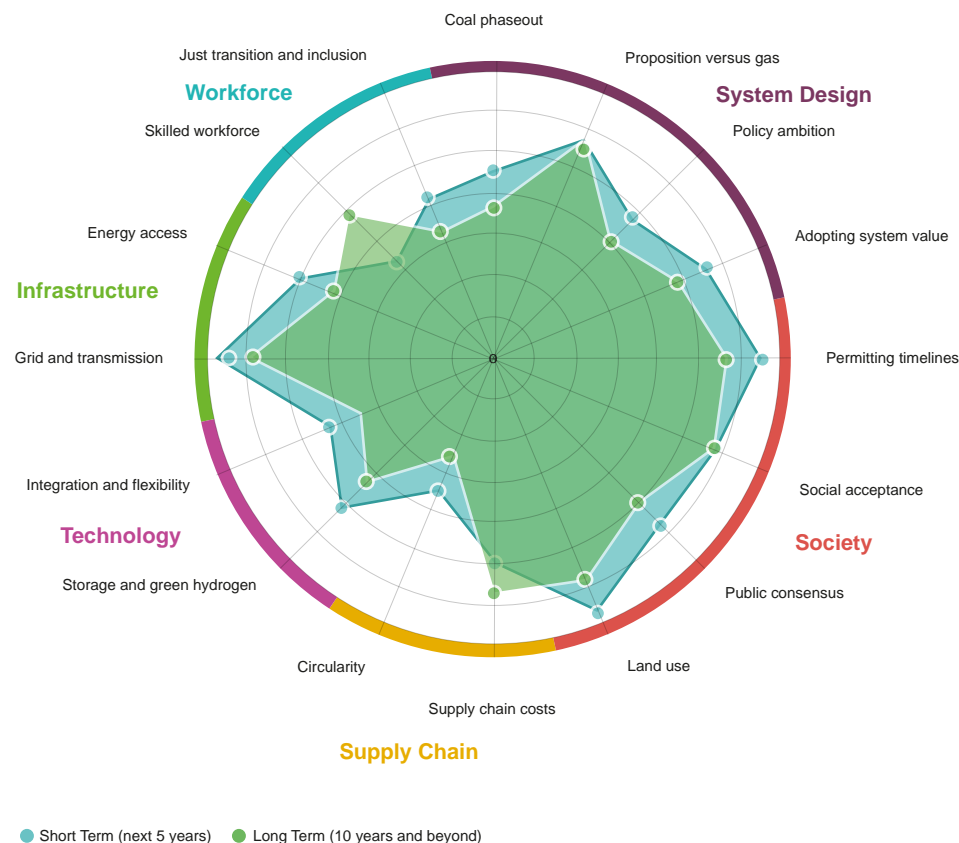 Coal phaseout
Just transition and inclusion
Proposition versus gas
Workforce
System Design
Skilled workforce
Policy ambition
Energy access
Adopting system value
Infrastructure
Grid and transmission
0
Permitting timelines
Integration and flexibility
Social acceptance
Technology
Society
Storage and green hydrogen
Public consensus
Circularity
Land use
Supply chain costs
Supply Chain
Short Term (next 5 years)
Long Term (10 years and beyond)